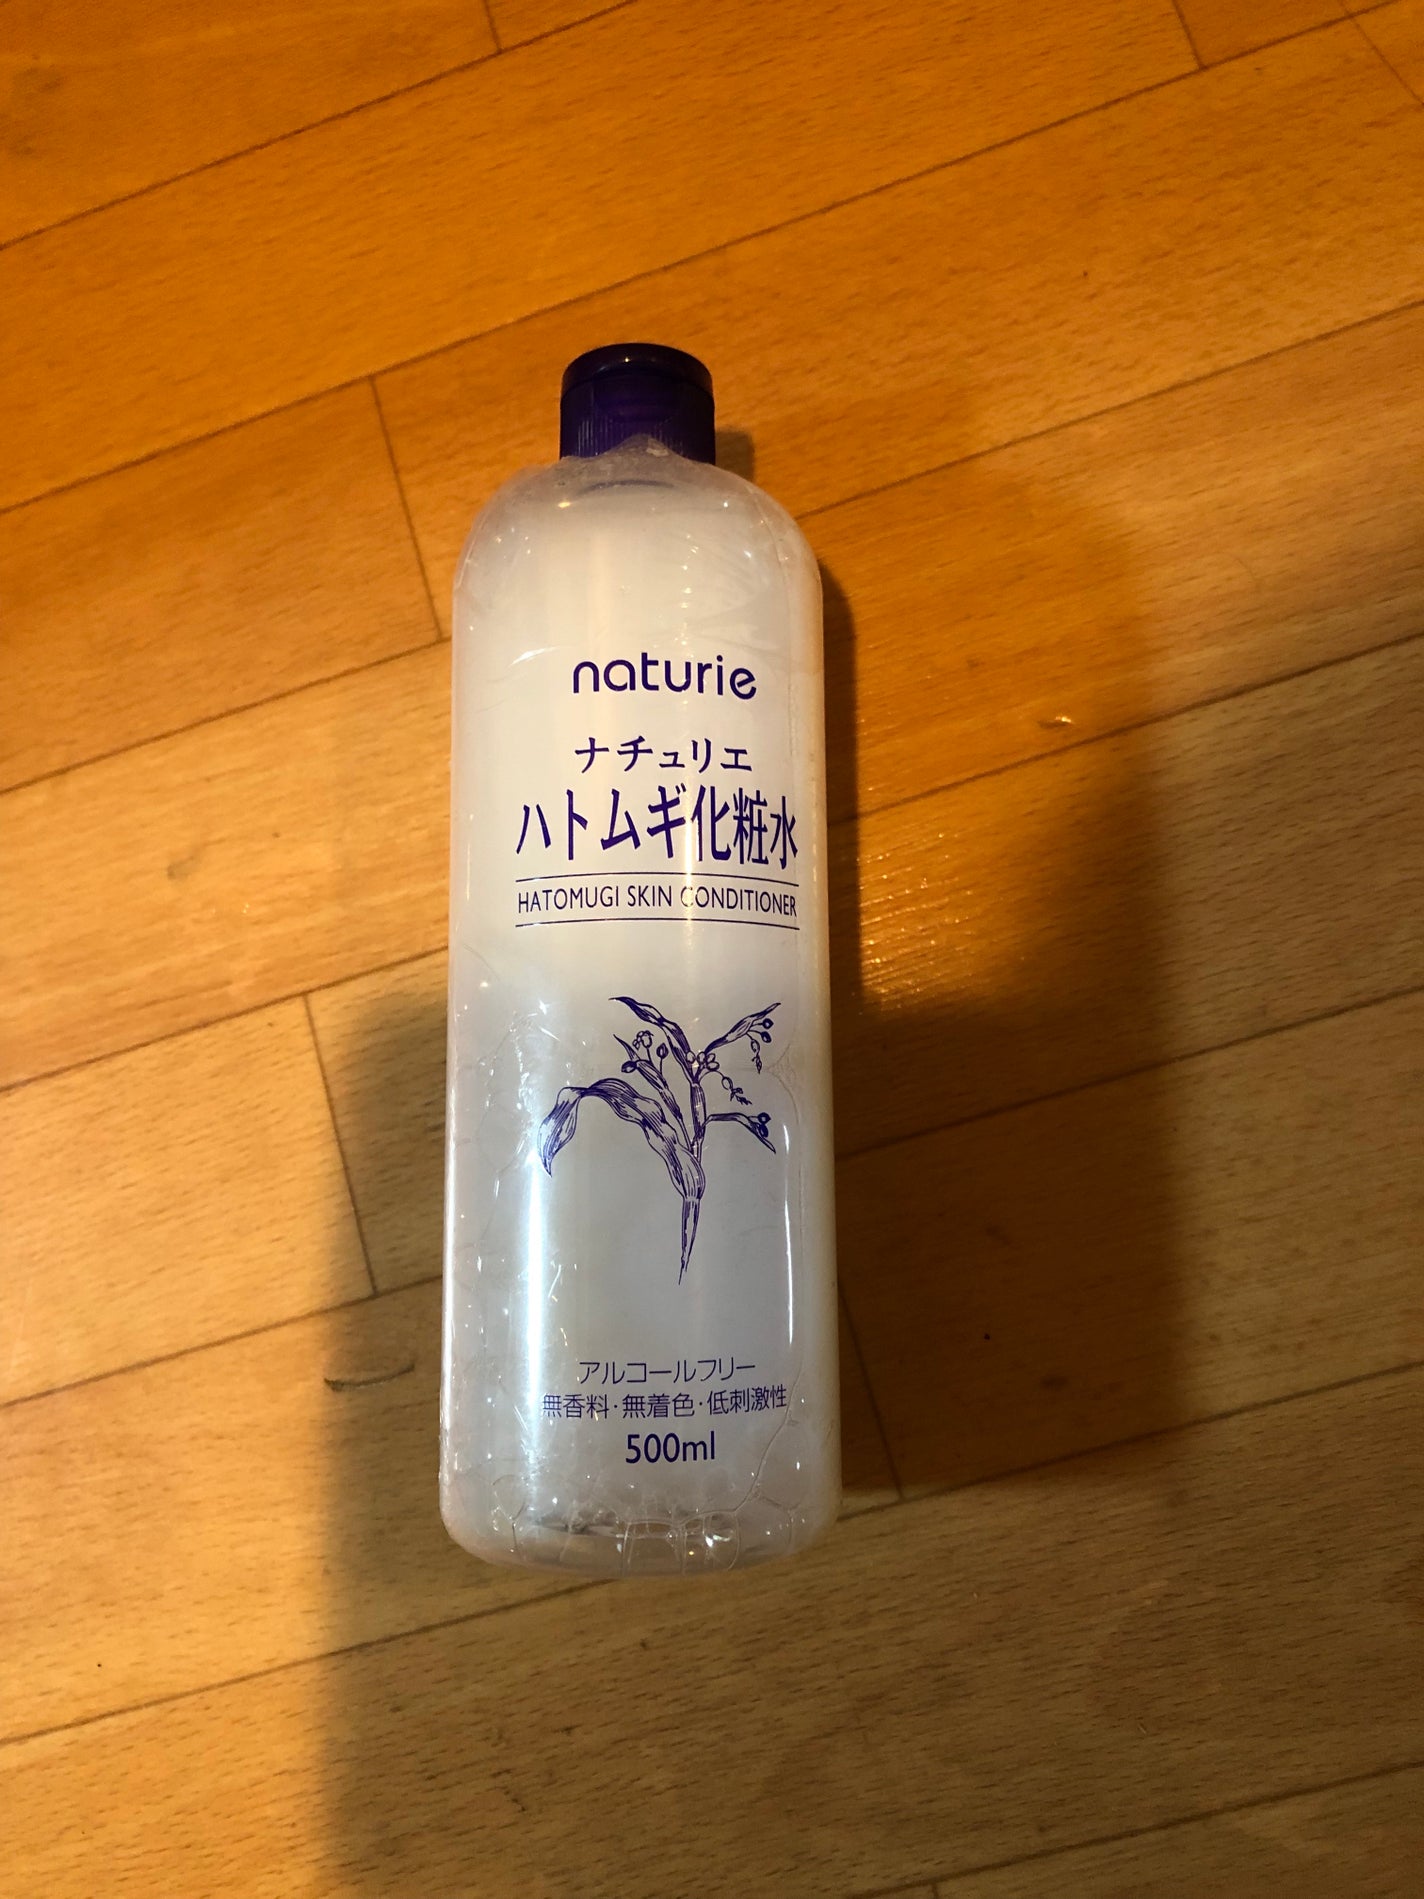 naturie
ナチュリエ
ハトムギ化粧水
HATOMUGI SKIN CONDITIONER
アルコールフリー
無香料・無着色・低刺激性
500ml